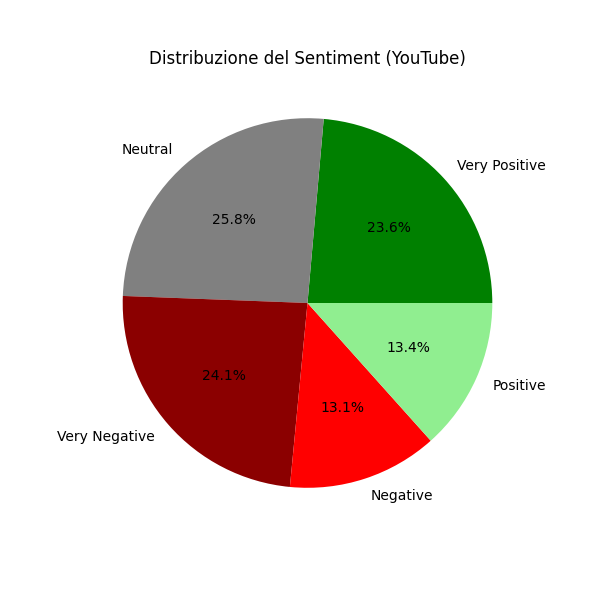 Distribuzione del Sentiment (YouTube)
Neutral
Very Positive
25.8%
23.6%
13.4%
24.1%
Positive
13.1%
Very Negative
Negative